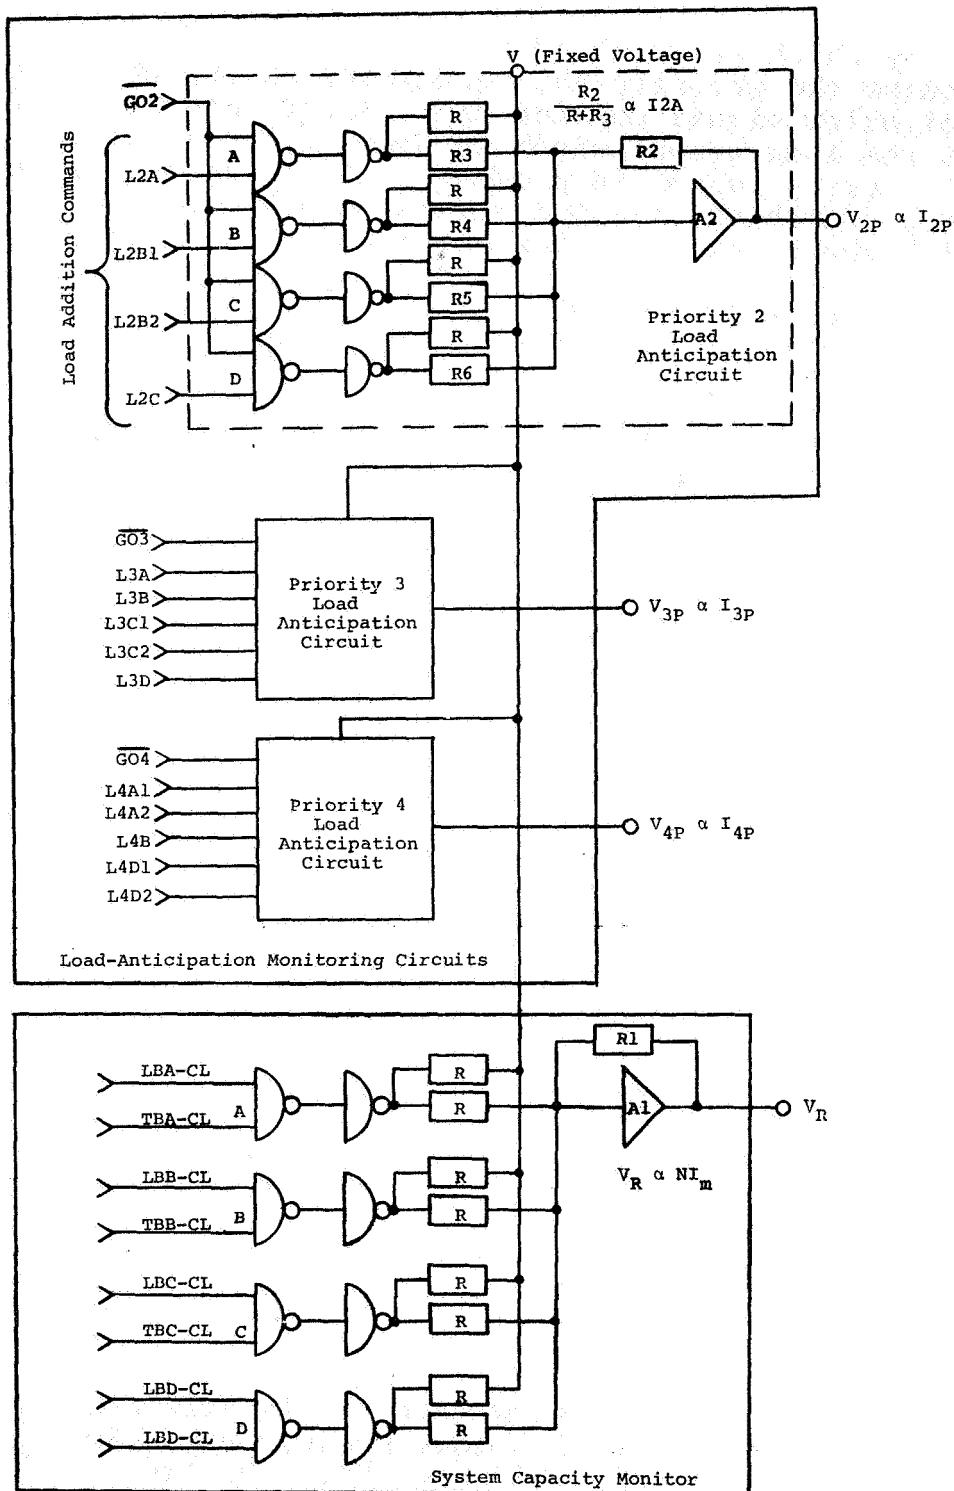 V (Fixed Voltage)
G̅O̅2̅
R2
R+R3 α I2A
Load Addition Commands
A
L2A
B
L2B1
C
L2B2
D
L2C
R
R3
R
R4
R
R5
R
R6
R2
A2
V2P α I2P
Priority 2
Load
Anticipation
Circuit
G̅O̅3̅
L3A
L3B
L3C1
L3C2
L3D
Priority 3
Load
Anticipation
Circuit
V3P α I3P
G̅O̅4̅
L4A1
L4A2
L4B
L4D1
L4D2
Priority 4
Load
Anticipation
Circuit
V4P α I4P
Load-Anticipation Monitoring Circuits
LBA-CL
TBA-CL
A
R
R
LBB-CL
TBB-CL
B
R
R
LBC-CL
TBC-CL
C
R
R
LBD-CL
LBD-CL
D
R
R
R1
A1
VR
VR α NIm
System Capacity Monitor